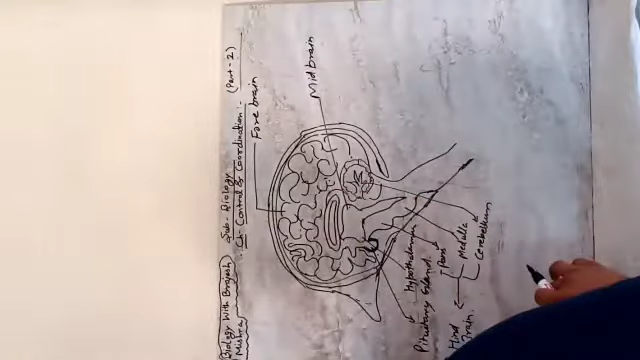 Biology With Brajesh
Mishra
Sub- Biology
Ch- Control & Coordination. (Part-2)
Fore brain
Mid brain
Hypothalamus
Pituitary Gland.
Pons
Medulla
Cerebellum
Hind
Brain.